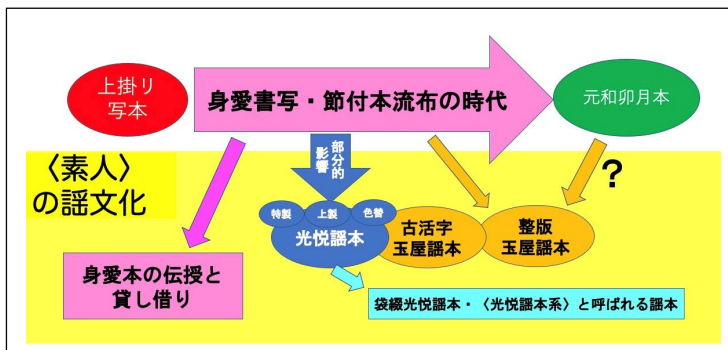 上掛リ
写本
身愛書写・節付本流布の時代
元和卯月本
〈素人〉
の謡文化
部分的
影響
?
特製
上製
色替
光悦謡本
古活字
玉屋謡本
整版
玉屋謡本
身愛本の伝授と
貸し借り
袋綴光悦謡本・〈光悦謡本系〉と呼ばれる謡本